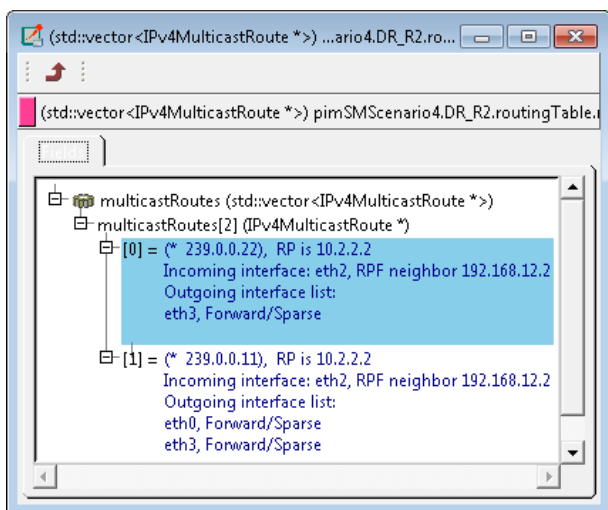 (std::vector<IPv4MulticastRoute *>) ...ario4.DR_R2.ro...
(std::vector<IPv4MulticastRoute *>) pimSMScenario4.DR_R2.routingTable.
Fields
multicastRoutes (std::vector<IPv4MulticastRoute *>)
multicastRoutes[2] (IPv4MulticastRoute *)
[0] = (* 239.0.0.22), RP is 10.2.2.2
Incoming interface: eth2, RPF neighbor 192.168.12.2
Outgoing interface list:
eth3, Forward/Sparse
[1] = (* 239.0.0.11), RP is 10.2.2.2
Incoming interface: eth2, RPF neighbor 192.168.12.2
Outgoing interface list:
eth0, Forward/Sparse
eth3, Forward/Sparse